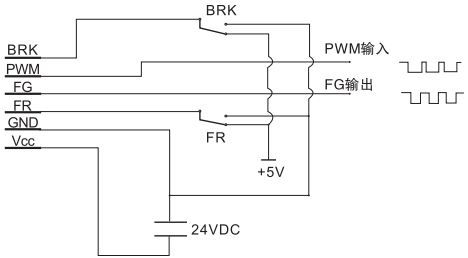 BRK
BRK
PWM
PWM输入
FG
FG输出
FR
GND
FR
Vcc
+5V
24VDC